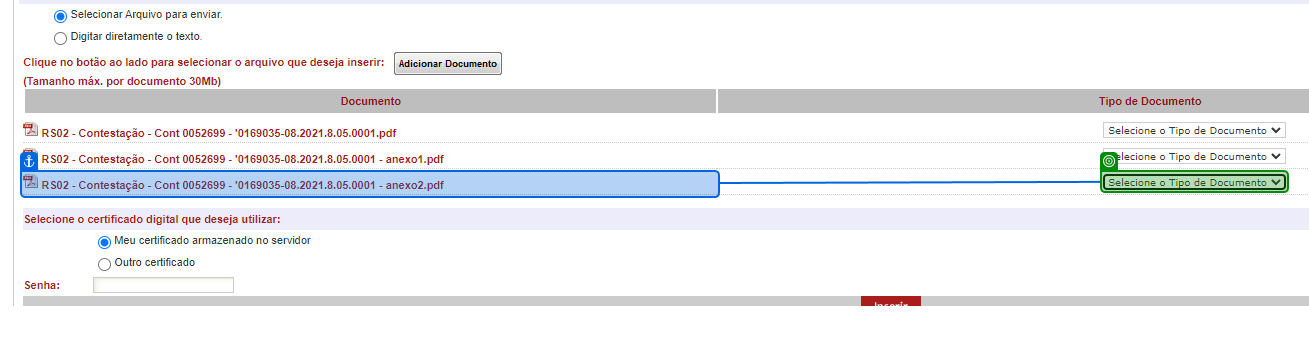 Selecionar Arquivo para enviar.
Digitar diretamente o texto.
Clique no botão ao lado para selecionar o arquivo que deseja inserir: Adicionar Documento
(Tamanho máx. por documento 30Mb)
Documento Tipo de Documento
RS02 - Contestação - Cont 0052699 - '0169035-08.2021.8.05.0001.pdf Selecione o Tipo de Documento
RS02 - Contestação - Cont 0052699 - '0169035-08.2021.8.05.0001 - anexo1.pdf elecione o Tipo de Documento
RS02 - Contestação - Cont 0052699 - '0169035-08.2021.8.05.0001 - anexo2.pdf Selecione o Tipo de Documento
Selecione o certificado digital que deseja utilizar:
Meu certificado armazenado no servidor
Outro certificado
Senha:
Inserir